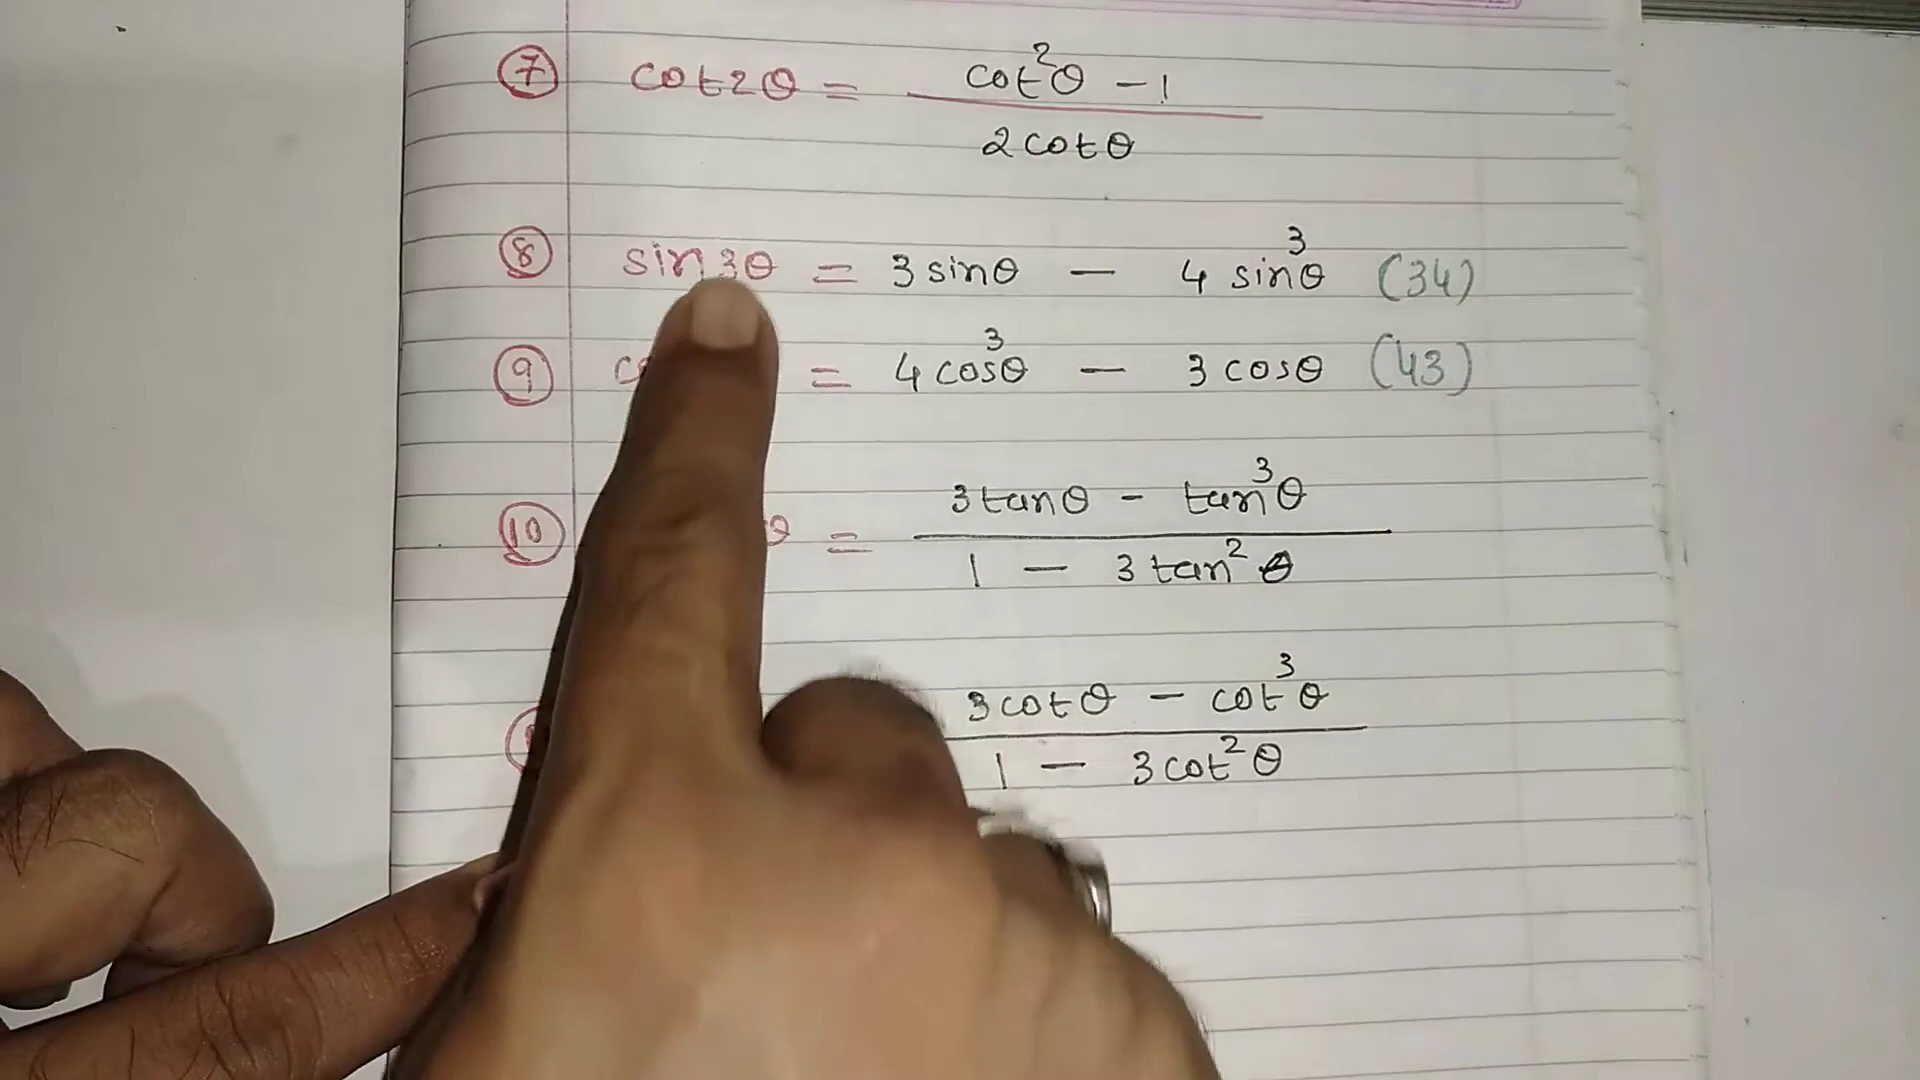 ⑦ cot2θ = cot²θ - 1
2cotθ
⑧ sin3θ = 3sinθ - 4sin³θ (34)
⑨ = 4cos³θ - 3cosθ (43)
⑩ θ = 3tanθ - tan³θ
1 - 3tan²θ
3cotθ - cot³θ
1 - 3cot²θ